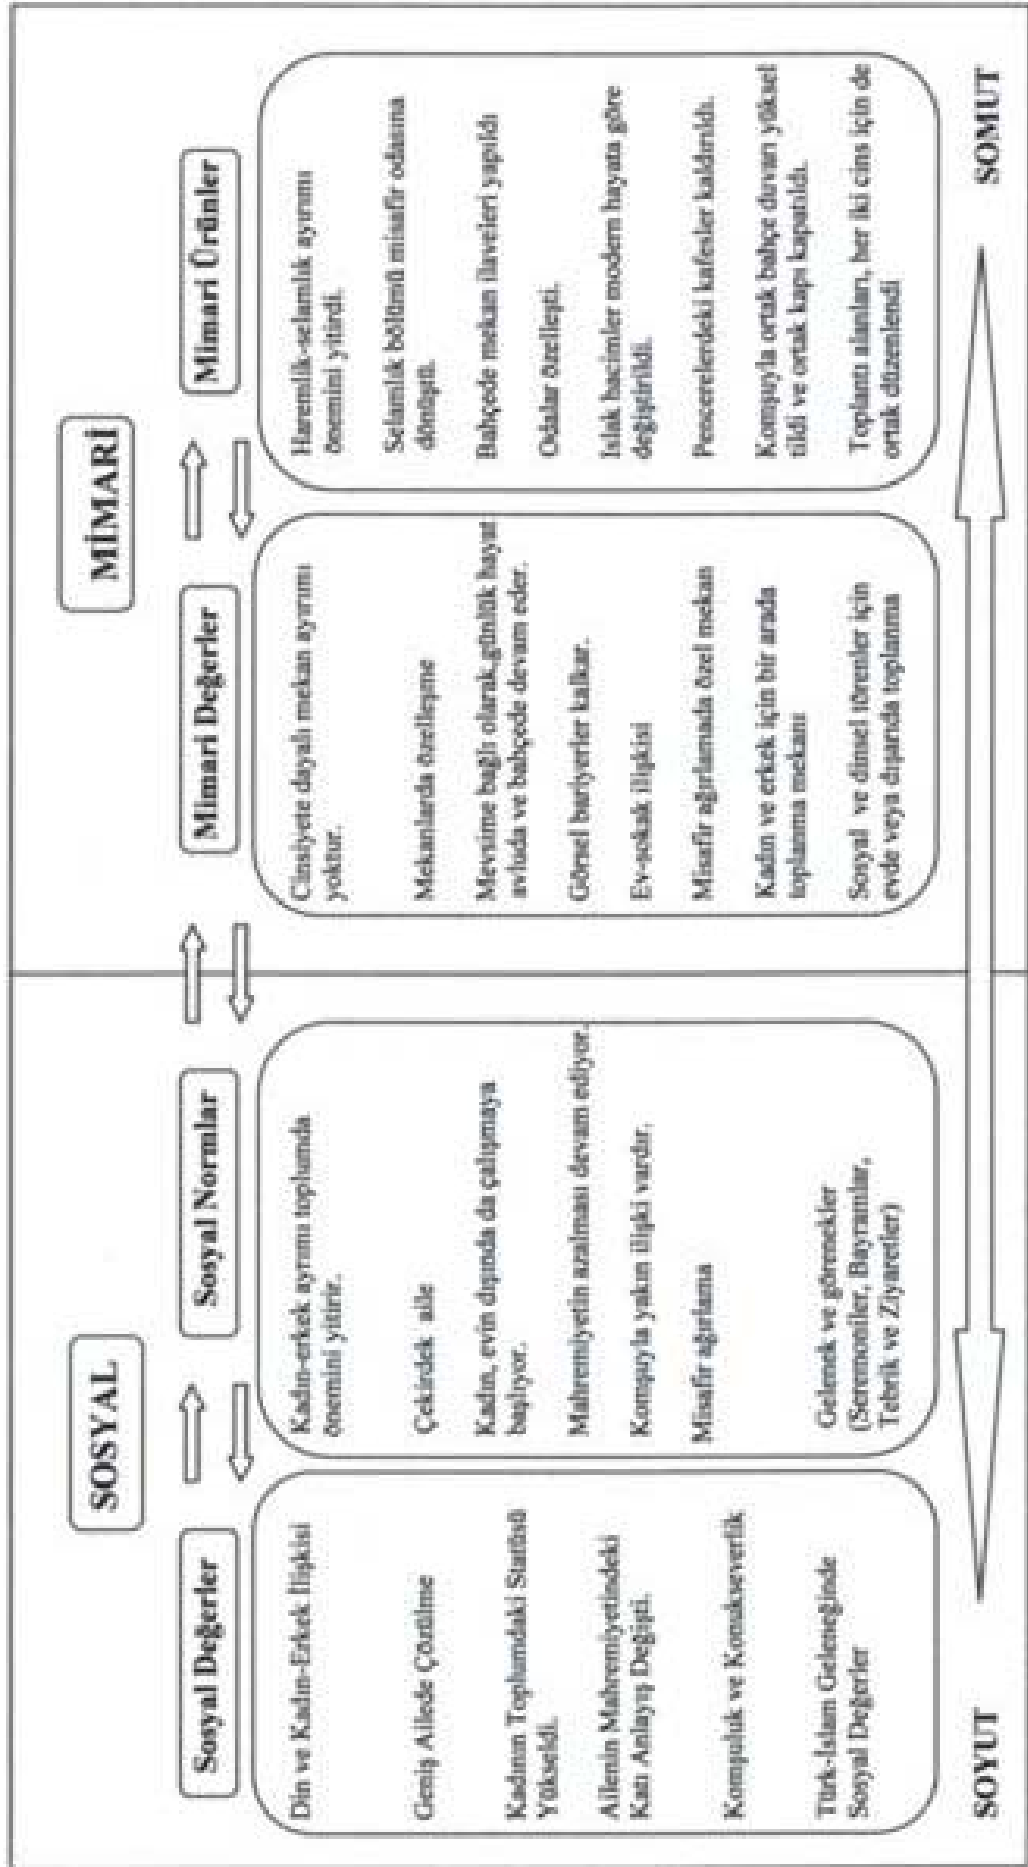 SOSYAL
MİMARİ
Sosyal Değerler
Din ve Kadın-Erkek İlişkisi
Geniş Ailede Çözülme
Kadının Toplumdaki Statüsü
Yükseldi.
Ailenin Mahremiyetindeki
Katı Anlayış Değişti.
Komşuluk ve Konukseverlik
Türk-İslam Geleneğinde
Sosyal Değerler
Sosyal Normlar
Kadın-erkek ayrımı toplumda
önemini yitirir.
Çekirdek aile
Kadın, evin dışında da çalışmaya
başlıyor.
Mahremiyetin azalması devam ediyor.
Komşuyla yakın ilişki vardır.
Misafir ağırlama
Gelenek ve görenekler
(Seremoniler, Bayramlar,
Tebrik ve Ziyaretler)
Mimari Değerler
Cinsiyete dayalı mekan ayırımı
yoktur.
Mekanlarda özelleşme
Mevsime bağlı olarak,günlük hayat
avluda ve bahçede devam eder.
Görsel bariyerler kalkar.
Ev-sokak ilişkisi
Misafir ağırlamada özel mekan
Kadın ve erkek için bir arada
toplanma mekanı
Sosyal ve dinsel törenler için
evde veya dışarıda toplanma
Mimari Ürünler
Haremlik-selamlık ayırımı
önemini yitirdi.
Selamlık bölümü misafir odasına
dönüştü.
Bahçede mekan ilaveleri yapıldı
Odalar özelleşti.
Islak hacimler modern hayata göre
değiştirildi.
Pencerelerdeki kafesler kaldırıldı.
Komşuyla ortak bahçe duvarı yüksel
tildi ve ortak kapı kapatıldı.
Toplantı alanları, her iki cins için de
ortak düzenlendi
SOYUT
SOMUT